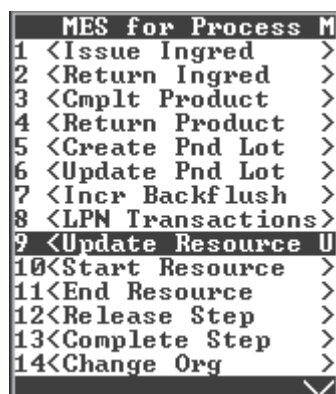 MES for Process M
1 <Issue Ingred >
2 <Return Ingred >
3 <Cmplt Product >
4 <Return Product >
5 <Create Pnd Lot >
6 <Update Pnd Lot >
7 <Incr Backflush >
8 <LPN Transactions>
9 <Update Resource U
10<Start Resource >
11<End Resource >
12<Release Step >
13<Complete Step >
14<Change Org >